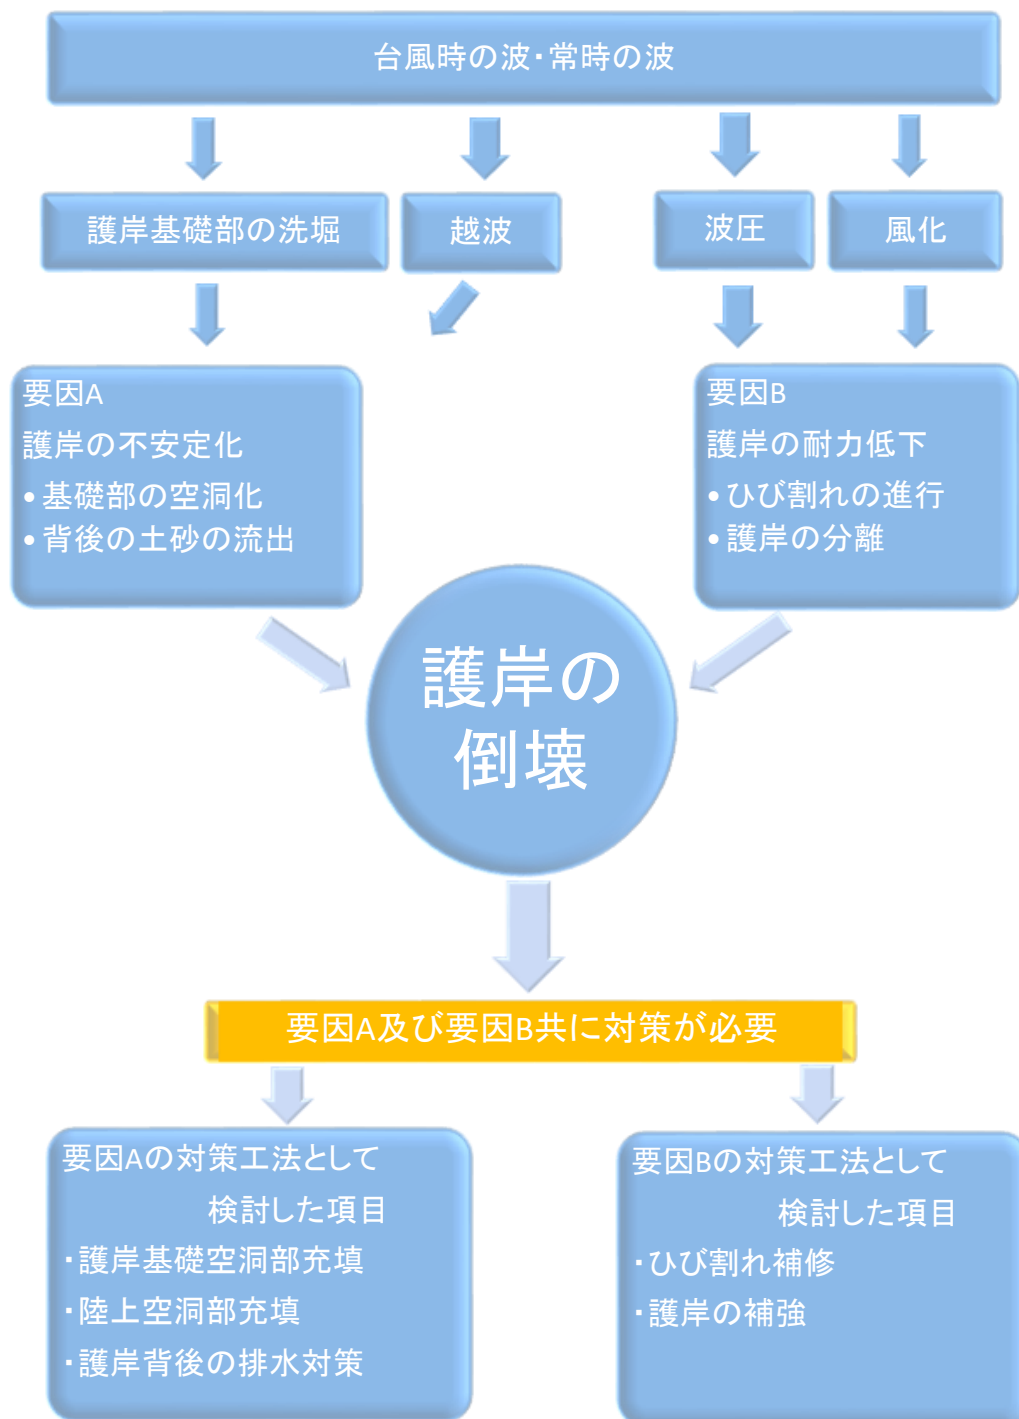 台風時の波・常時の波
護岸基礎部の洗堀
越波
波圧
風化
要因A
護岸の不安定化
•基礎部の空洞化
•背後の土砂の流出
要因B
護岸の耐力低下
•ひび割れの進行
•護岸の分離
護岸の
倒壊
要因A及び要因B共に対策が必要
要因Aの対策工法として
検討した項目
・護岸基礎空洞部充填
・陸上空洞部充填
・護岸背後の排水対策
要因Bの対策工法として
検討した項目
・ひび割れ補修
・護岸の補強